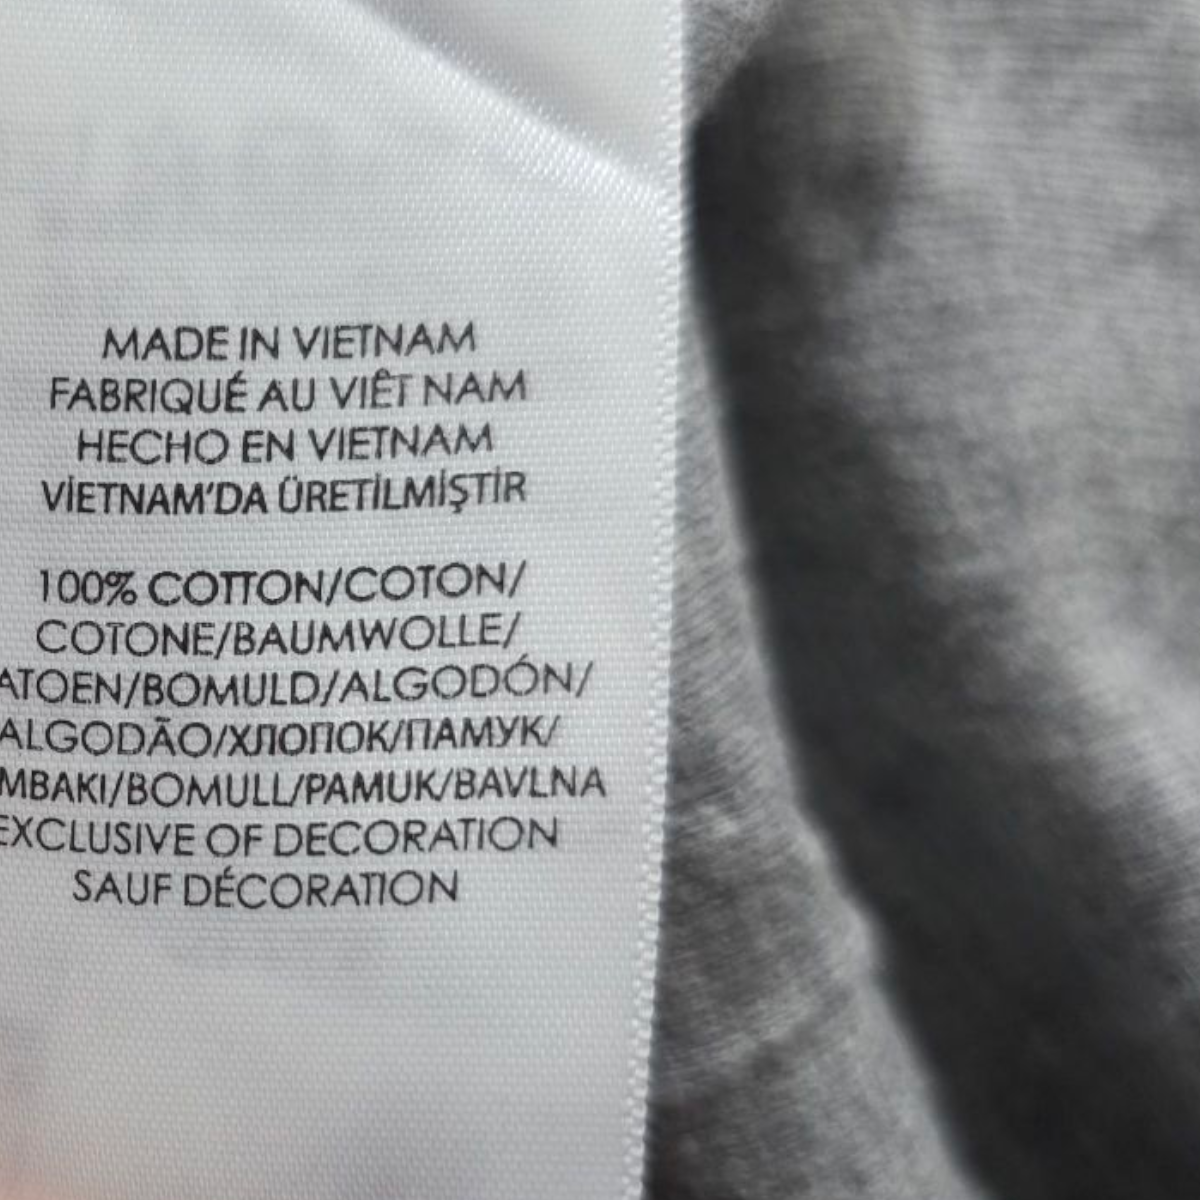 MADE IN VIETNAM
FABRIQUÉ AU VIÊT NAM
HECHO EN VIETNAM
VİETNAM'DA ÜRETİLMİŞTİR
100% COTTON/COTON/
COTONE/BAUMWOLLE/
ATOEN/BOMULD/ALGODÓN/
ALGODÃO/ХЛОПОК/ПАМУК/
MBAKI/BOMULL/PAMUK/BAVLNA
EXCLUSIVE OF DECORATION
SAUF DÉCORATION